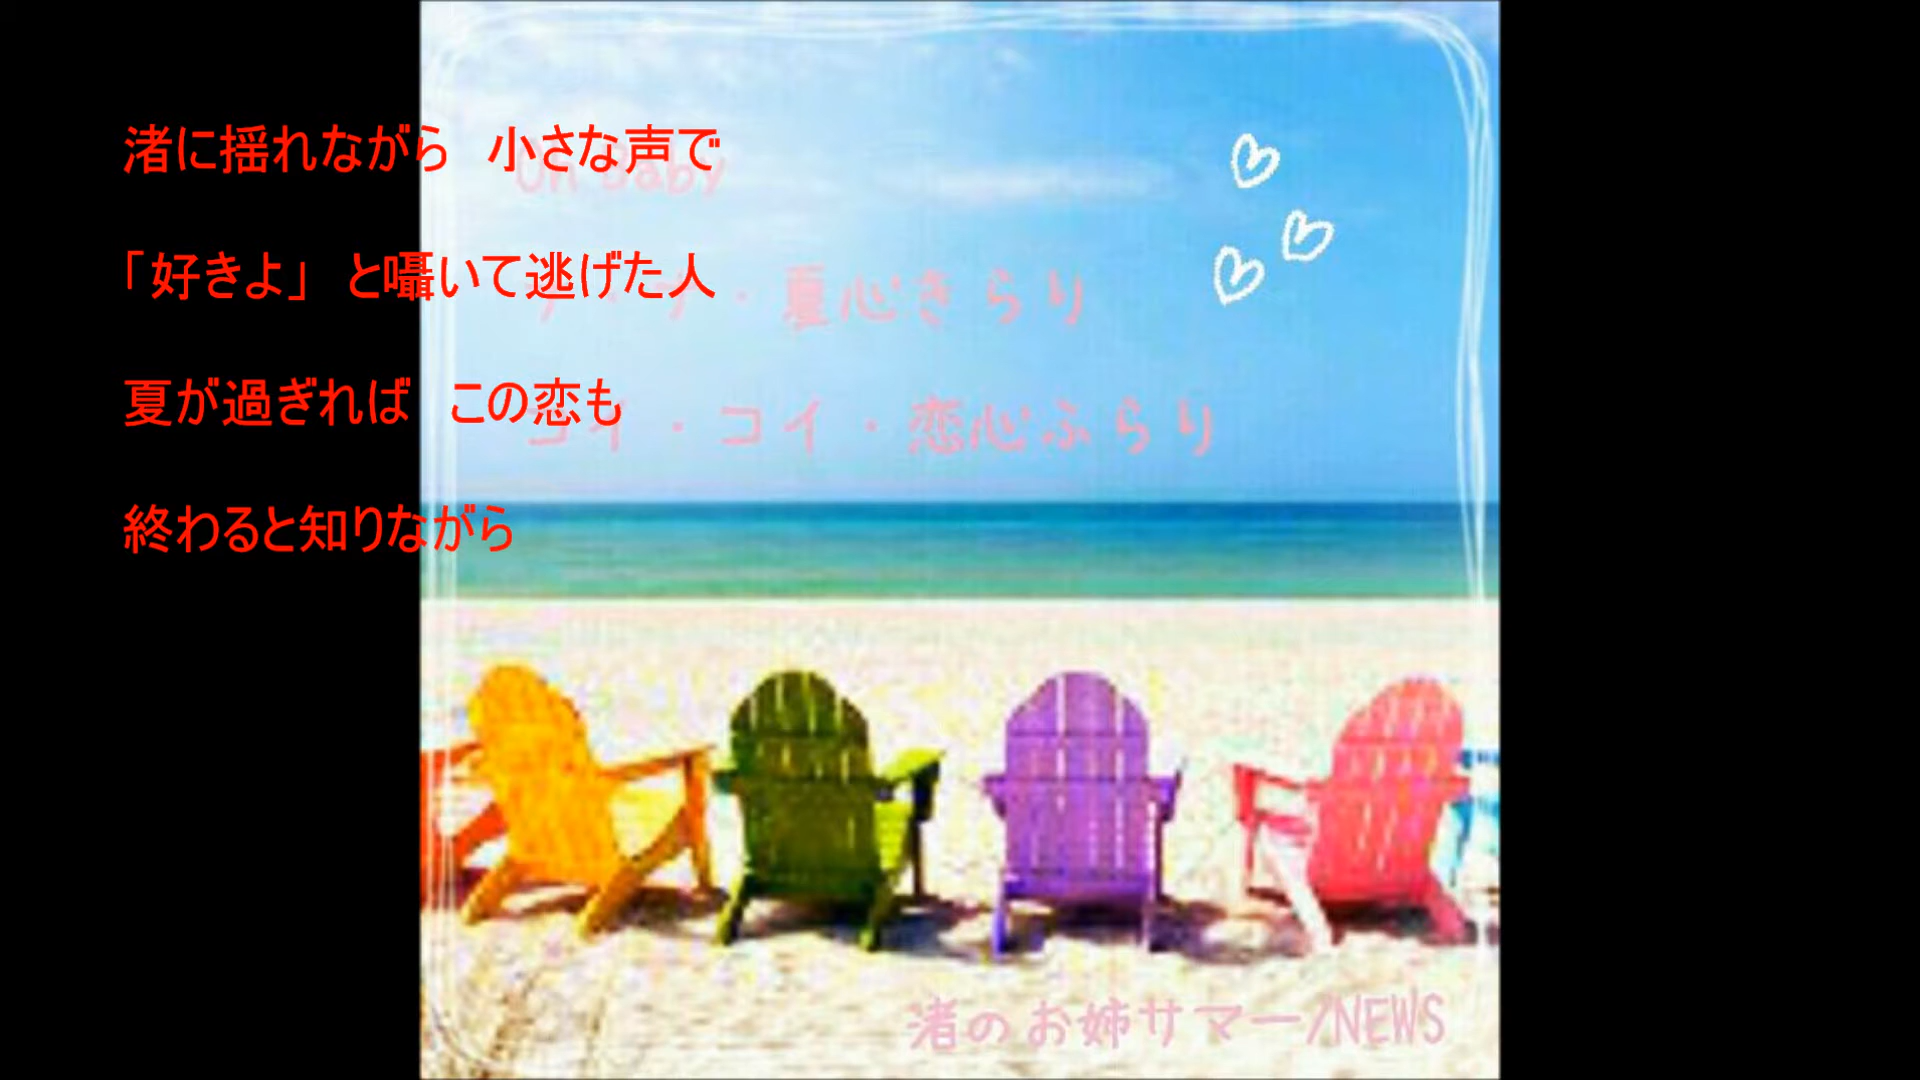 渚に揺れながら　小さな声で
Oh Baby
「好きよ」と囁いて逃げた人
・夏心きらり
夏が過ぎれば　この恋も
コイ・コイ・恋心ふらり
終わると知りながら
渚のお姉サマー/NEWS